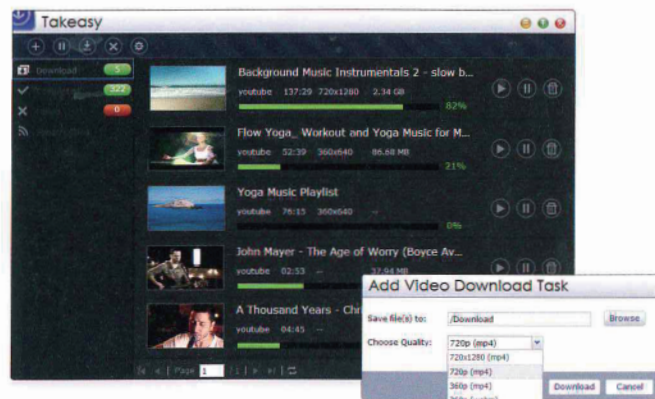 Takeasy
Download 5
322
0
Background Music Instrumentals 2 - slow b...
youtube 137:29 720x1280 2.34 GB
82%
Flow Yoga_ Workout and Yoga Music for M...
youtube 52:39 360x640 86.68 MB
21%
Yoga Music Playlist
youtube 76:15 360x640 --
0%
John Mayer - The Age of Worry (Boyce Av...
youtube 02:53 -- 37.94 MB
A Thousand Years - Chr
youtube 04:45 --
Page 1
Add Video Download Task
Save file(s) to: /Download Browse
Choose Quality: 720p (mp4)
720x1280 (mp4)
720p (mp4)
360p (mp4)
Download Cancel